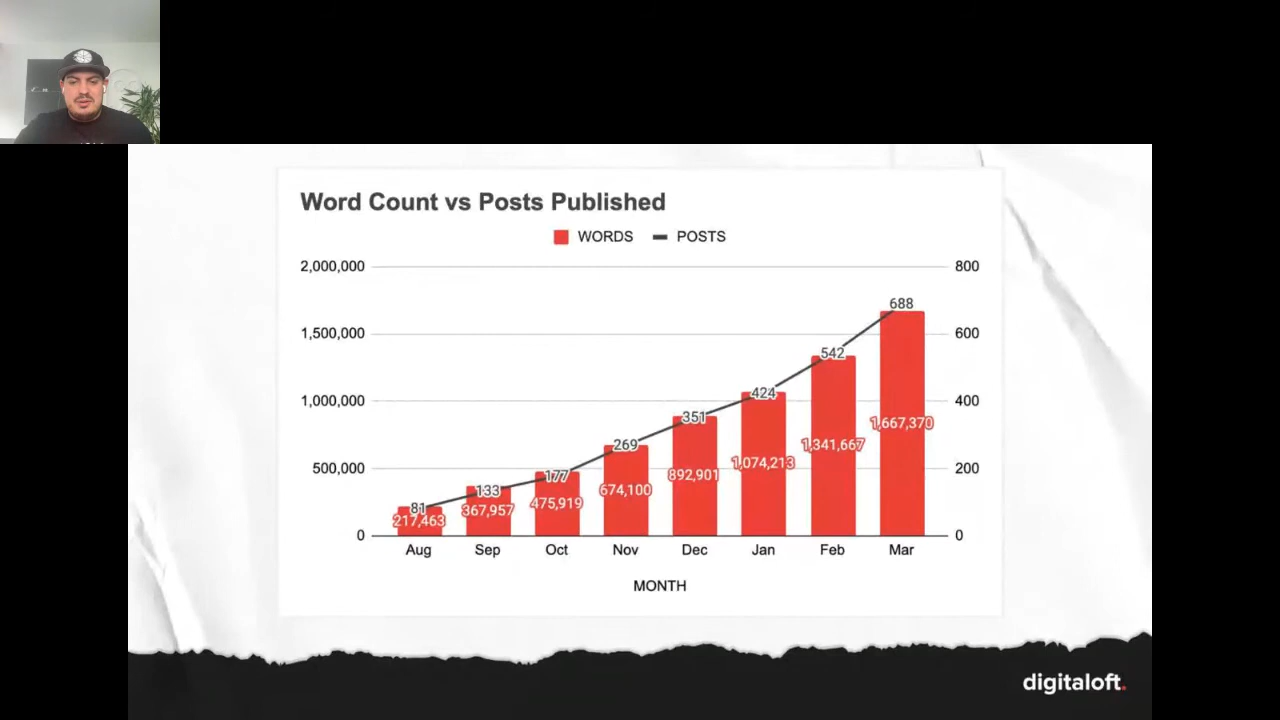 Word Count vs Posts Published
WORDS POSTS
2,000,000 800
1,500,000 600
1,000,000 400
500,000 200
0 0
81 133 177 269 351 424 542 688
217,463 367,957 475,919 674,100 892,901 1,074,213 1,341,667 1,667,370
Aug Sep Oct Nov Dec Jan Feb Mar
MONTH
digitaloft.